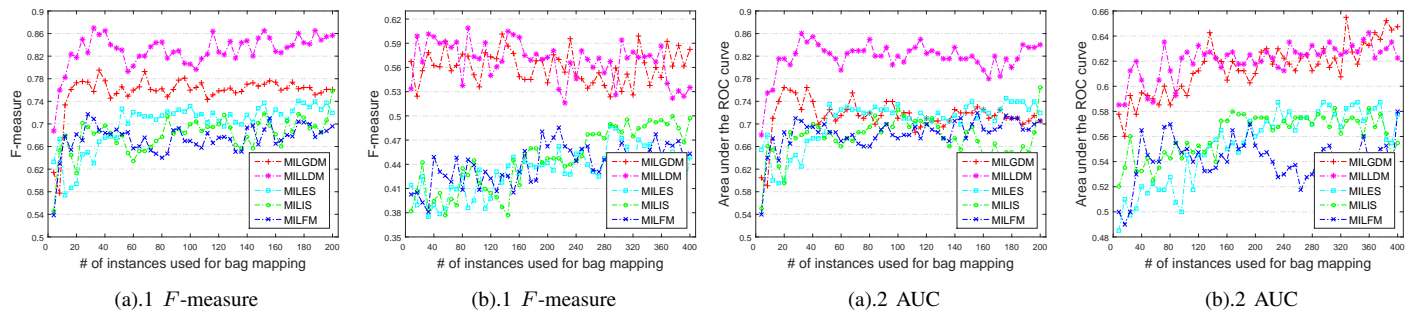 F-measure
0.9
0.86
0.82
0.78
0.74
0.7
0.66
0.62
0.58
0.54
0.5
0 20 40 60 80 100 120 140 160 180 200
# of instances used for bag mapping
MILGDM
MILLDM
MILES
MILIS
MILFM
(a).1 F-measure
F-measure
0.63
0.59
0.55
0.5
0.46
0.42
0.38
0.35
0 40 80 120 160 200 240 280 320 360 400
# of instances used for bag mapping
MILGDM
MILLDM
MILES
MILIS
MILFM
(b).1 F-measure
Area under the ROC curve
0.9
0.86
0.82
0.78
0.74
0.7
0.66
0.62
0.58
0.54
0.5
0 20 40 60 80 100 120 140 160 180 200
# of instances used for bag mapping
MILGDM
MILLDM
MILES
MILIS
MILFM
(a).2 AUC
Area under the ROC curve
0.66
0.64
0.62
0.6
0.58
0.56
0.54
0.52
0.5
0.48
0 40 80 120 160 200 240 280 320 360 400
# of instances used for bag mapping
MILGDM
MILLDM
MILES
MILIS
MILFM
(b).2 AUC